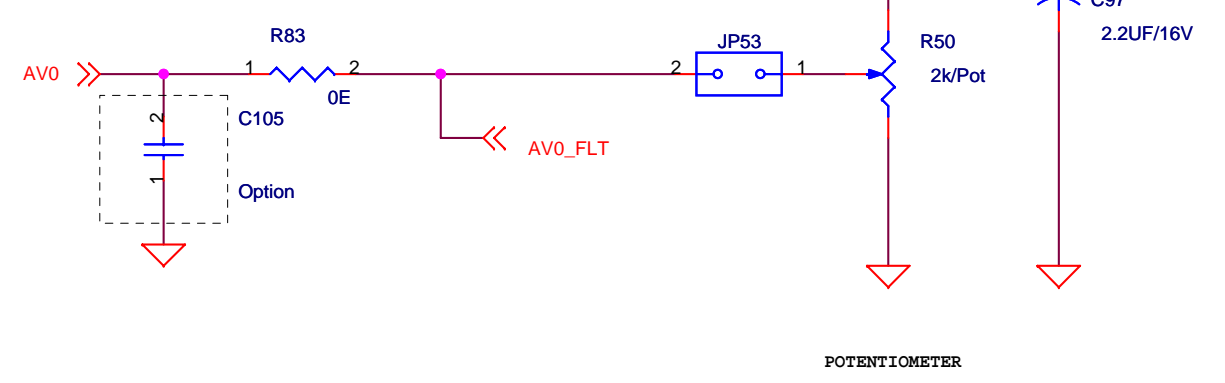 C97
2.2UF/16V
R83
JP53
R50
AV0
1
2
2
1
2k/Pot
0E
2
C105
AV0_FLT
1
Option
POTENTIOMETER